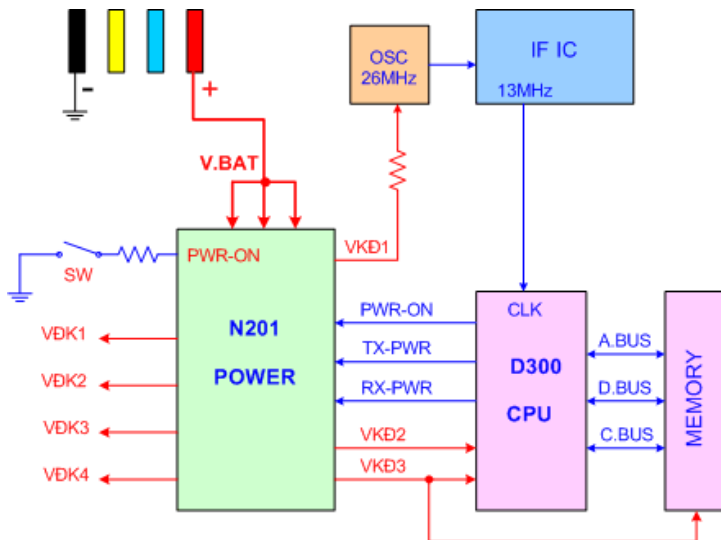 OSC
26MHz
IF IC
13MHz
-
+
V.BAT
PWR-ON
SW
VKĐ1
N201
POWER
VĐK1
VĐK2
VĐK3
VĐK4
PWR-ON
TX-PWR
RX-PWR
VKĐ2
VKĐ3
CLK
D300
CPU
A.BUS
D.BUS
C.BUS
MEMORY